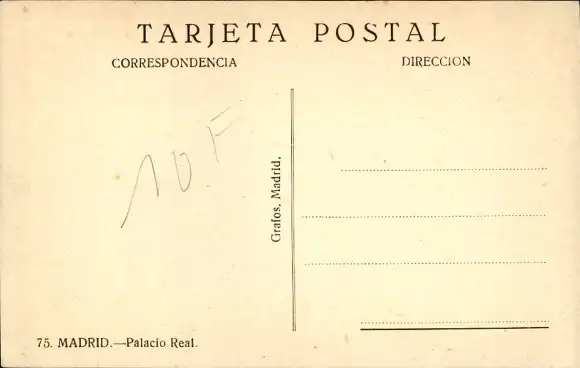 TARJETA POSTAL
CORRESPONDENCIA
DIRECCION
10 F
Grafos. Madrid.
75. MADRID.—Palacio Real.